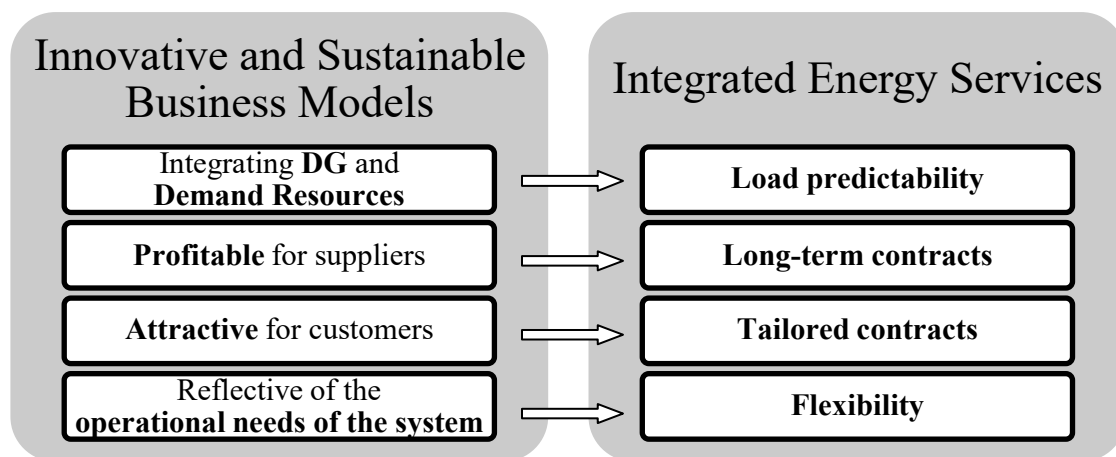 Innovative and Sustainable
Business Models
Integrating DG and
Demand Resources
Profitable for suppliers
Attractive for customers
Reflective of the
operational needs of the system
Integrated Energy Services
Load predictability
Long-term contracts
Tailored contracts
Flexibility